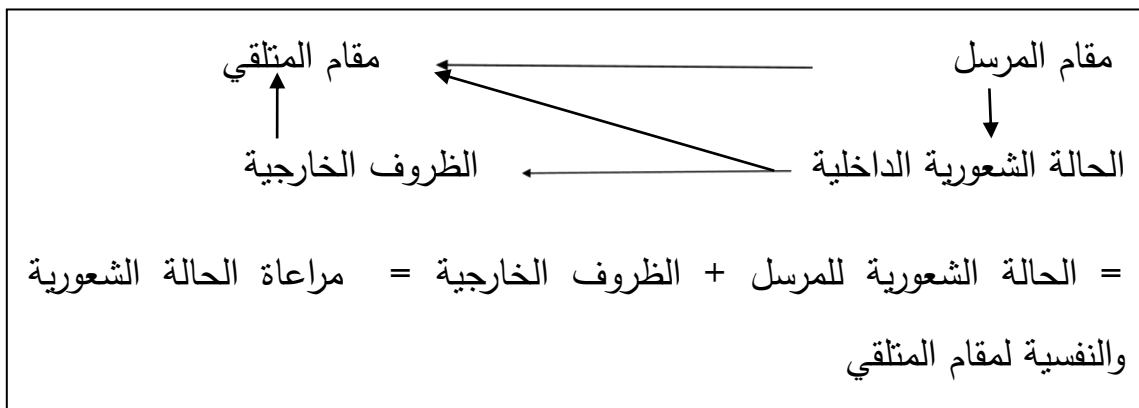 مقام المرسل مقام المتلقي
الحالة الشعورية الداخلية الظروف الخارجية
= الحالة الشعورية للمرسل + الظروف الخارجية = مراعاة الحالة الشعورية
والنفسية لمقام المتلقي